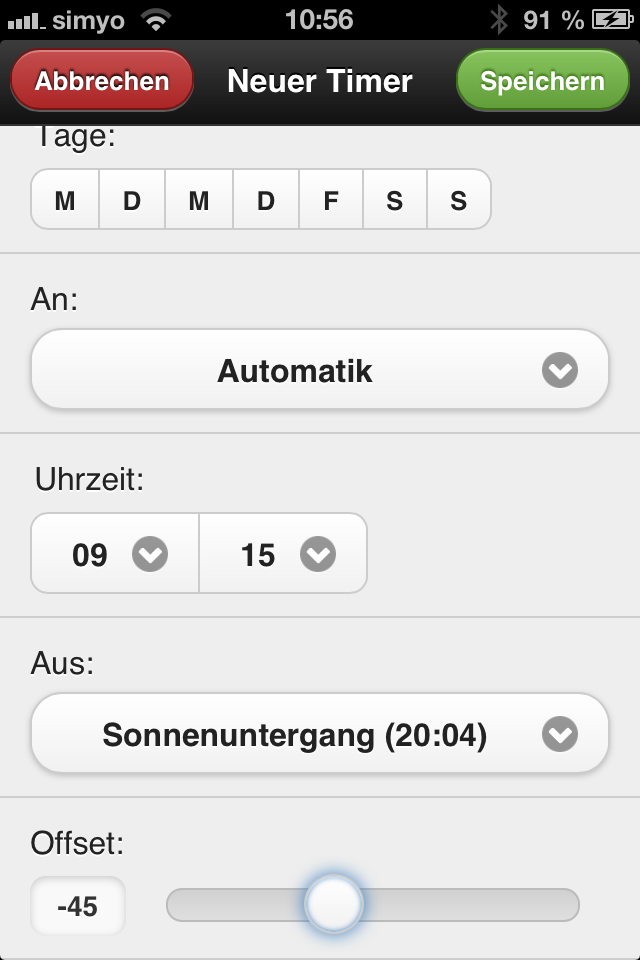 simyo 10:56 91 %
Abbrechen Neuer Timer Speichern
Tage:
M D M D F S S
An:
Automatik
Uhrzeit:
09 15
Aus:
Sonnenuntergang (20:04)
Offset:
-45